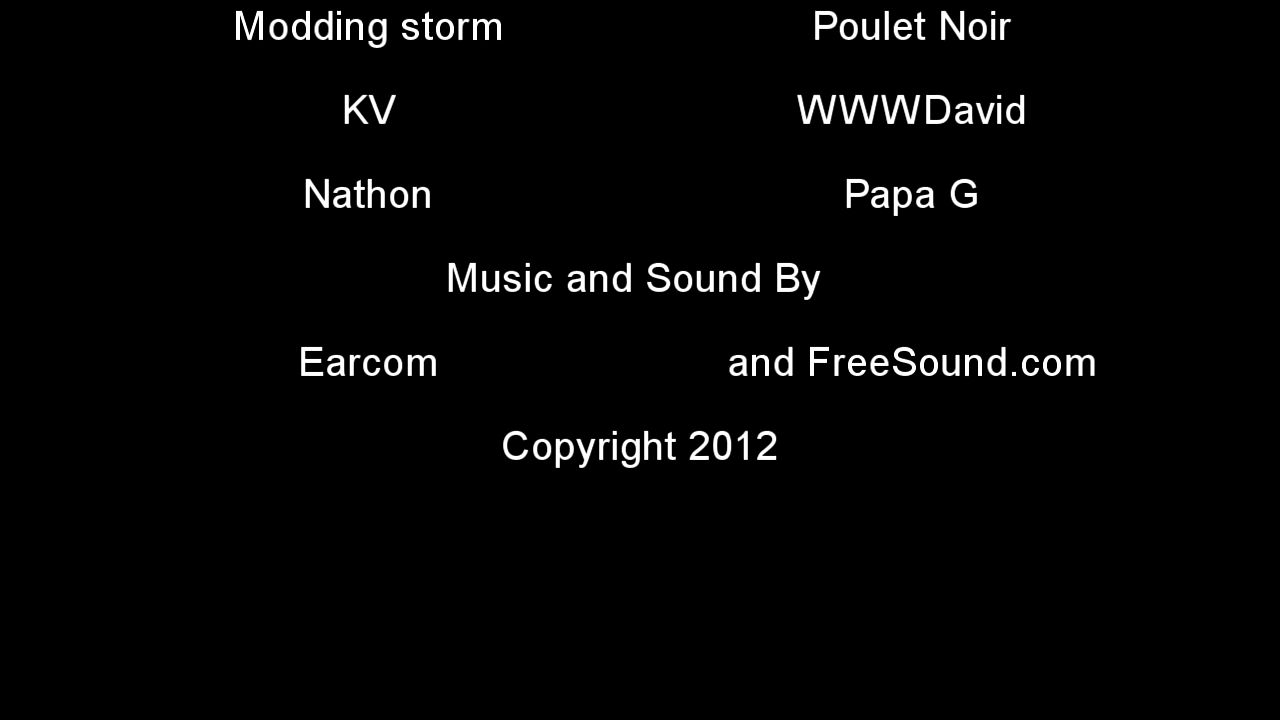 Modding storm Poulet Noir
KV WWWDavid
Nathon Papa G
Music and Sound By
Earcom and FreeSound.com
Copyright 2012